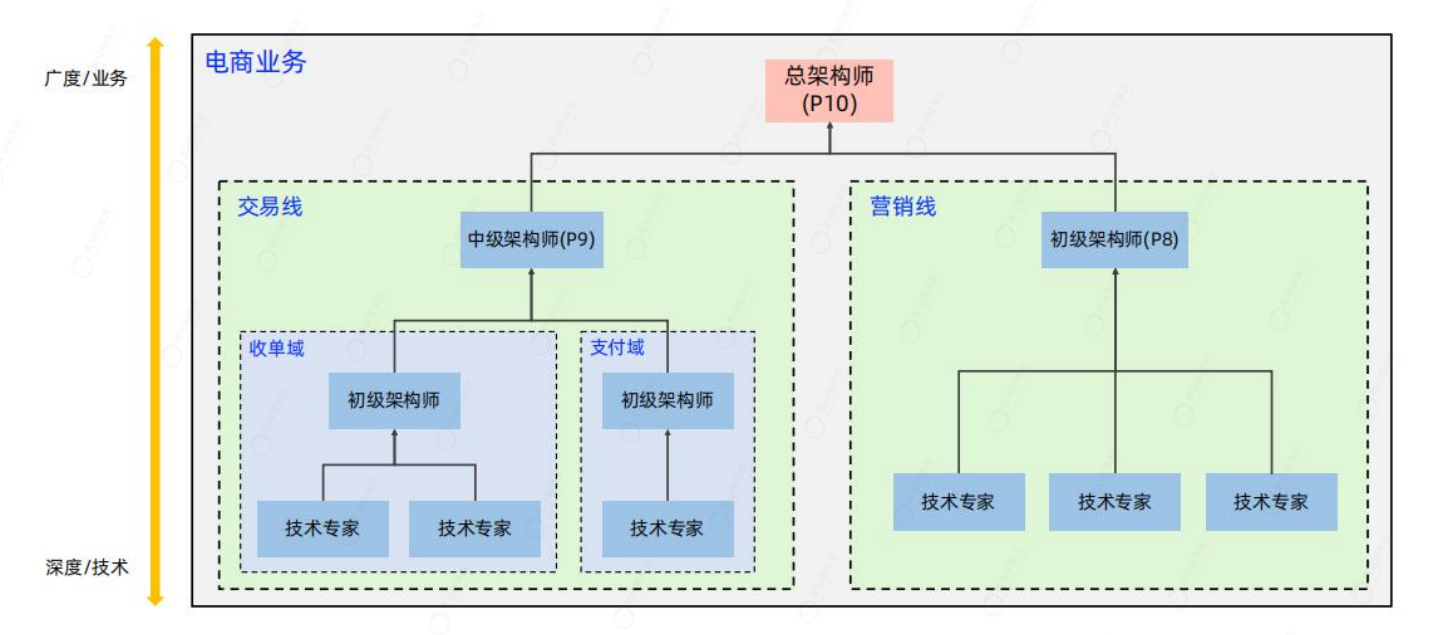 广度/业务
电商业务
总架构师
(P10)
交易线
中级架构师(P9)
收单域
初级架构师
技术专家
技术专家
支付域
初级架构师
技术专家
营销线
初级架构师(P8)
技术专家
技术专家
技术专家
深度/技术